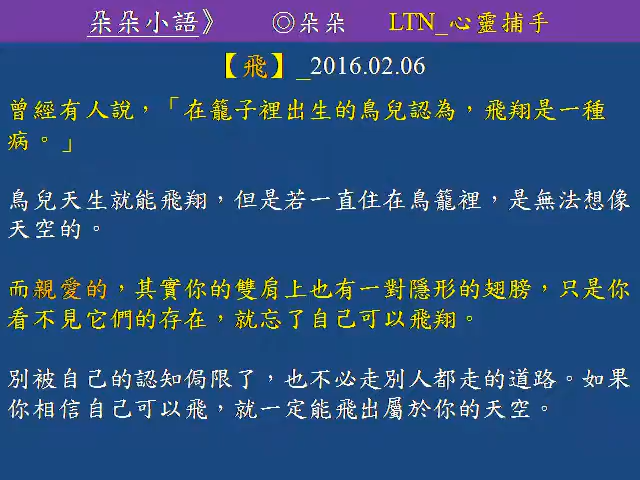 朵朵小語》 ◎朵朵 LTN_心靈捕手
【飛】_2016.02.06
曾經有人說，「在籠子裡出生的鳥兒認為，飛翔是一種
病。」
鳥兒天生就能飛翔，但是若一直住在鳥籠裡，是無法想像
天空的。
而親愛的，其實你的雙肩上也有一對隱形的翅膀，只是你
看不見它們的存在，就忘了自己可以飛翔。
別被自己的認知侷限了，也不必走別人都走的道路。如果
你相信自己可以飛，就一定能飛出屬於你的天空。